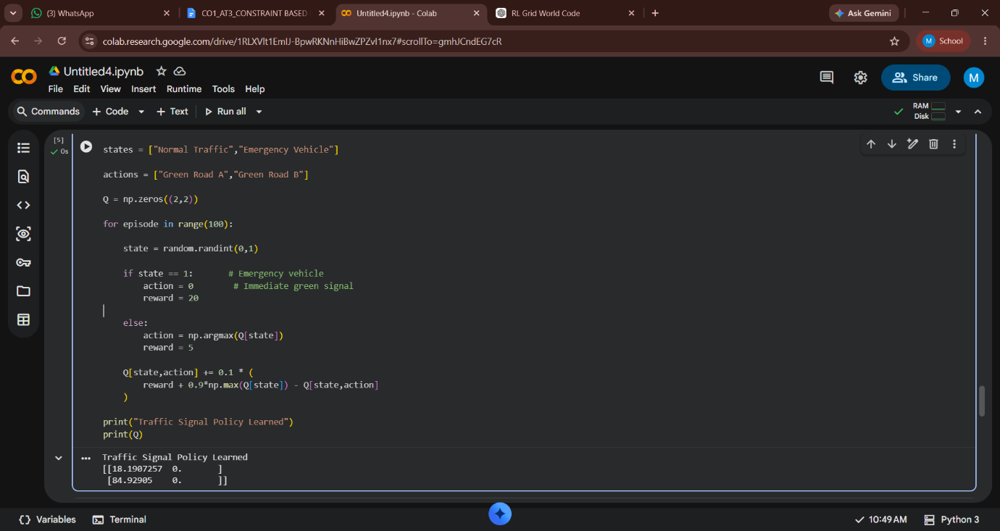 (3) WhatsApp
CO1_AT3_CONSTRAINT BASED
Untitled4.ipynb - Colab
RL Grid World Code
Ask Gemini
colab.research.google.com/drive/1RLXVlt1EmIJ-BpwRKNnHiBwZPZvI1nx7#scrollTo=gmhJCndEG7cR
M School
Untitled4.ipynb
File Edit View Insert Runtime Tools Help
Share
M
Commands + Code + Text Run all
RAM
Disk
[5]
0s
states = ["Normal Traffic","Emergency Vehicle"]
actions = ["Green Road A","Green Road B"]
Q = np.zeros((2,2))
for episode in range(100):
    state = random.randint(0,1)
    if state == 1:       # Emergency vehicle
        action = 0        # Immediate green signal
        reward = 20
    else:
        action = np.argmax(Q[state])
        reward = 5
    Q[state,action] += 0.1 * (
        reward + 0.9*np.max(Q[state]) - Q[state,action]
    )
print("Traffic Signal Policy Learned")
print(Q)
Traffic Signal Policy Learned
[[18.1907257  0.       ]
 [84.92905    0.       ]]
Variables Terminal
10:49 AM Python 3